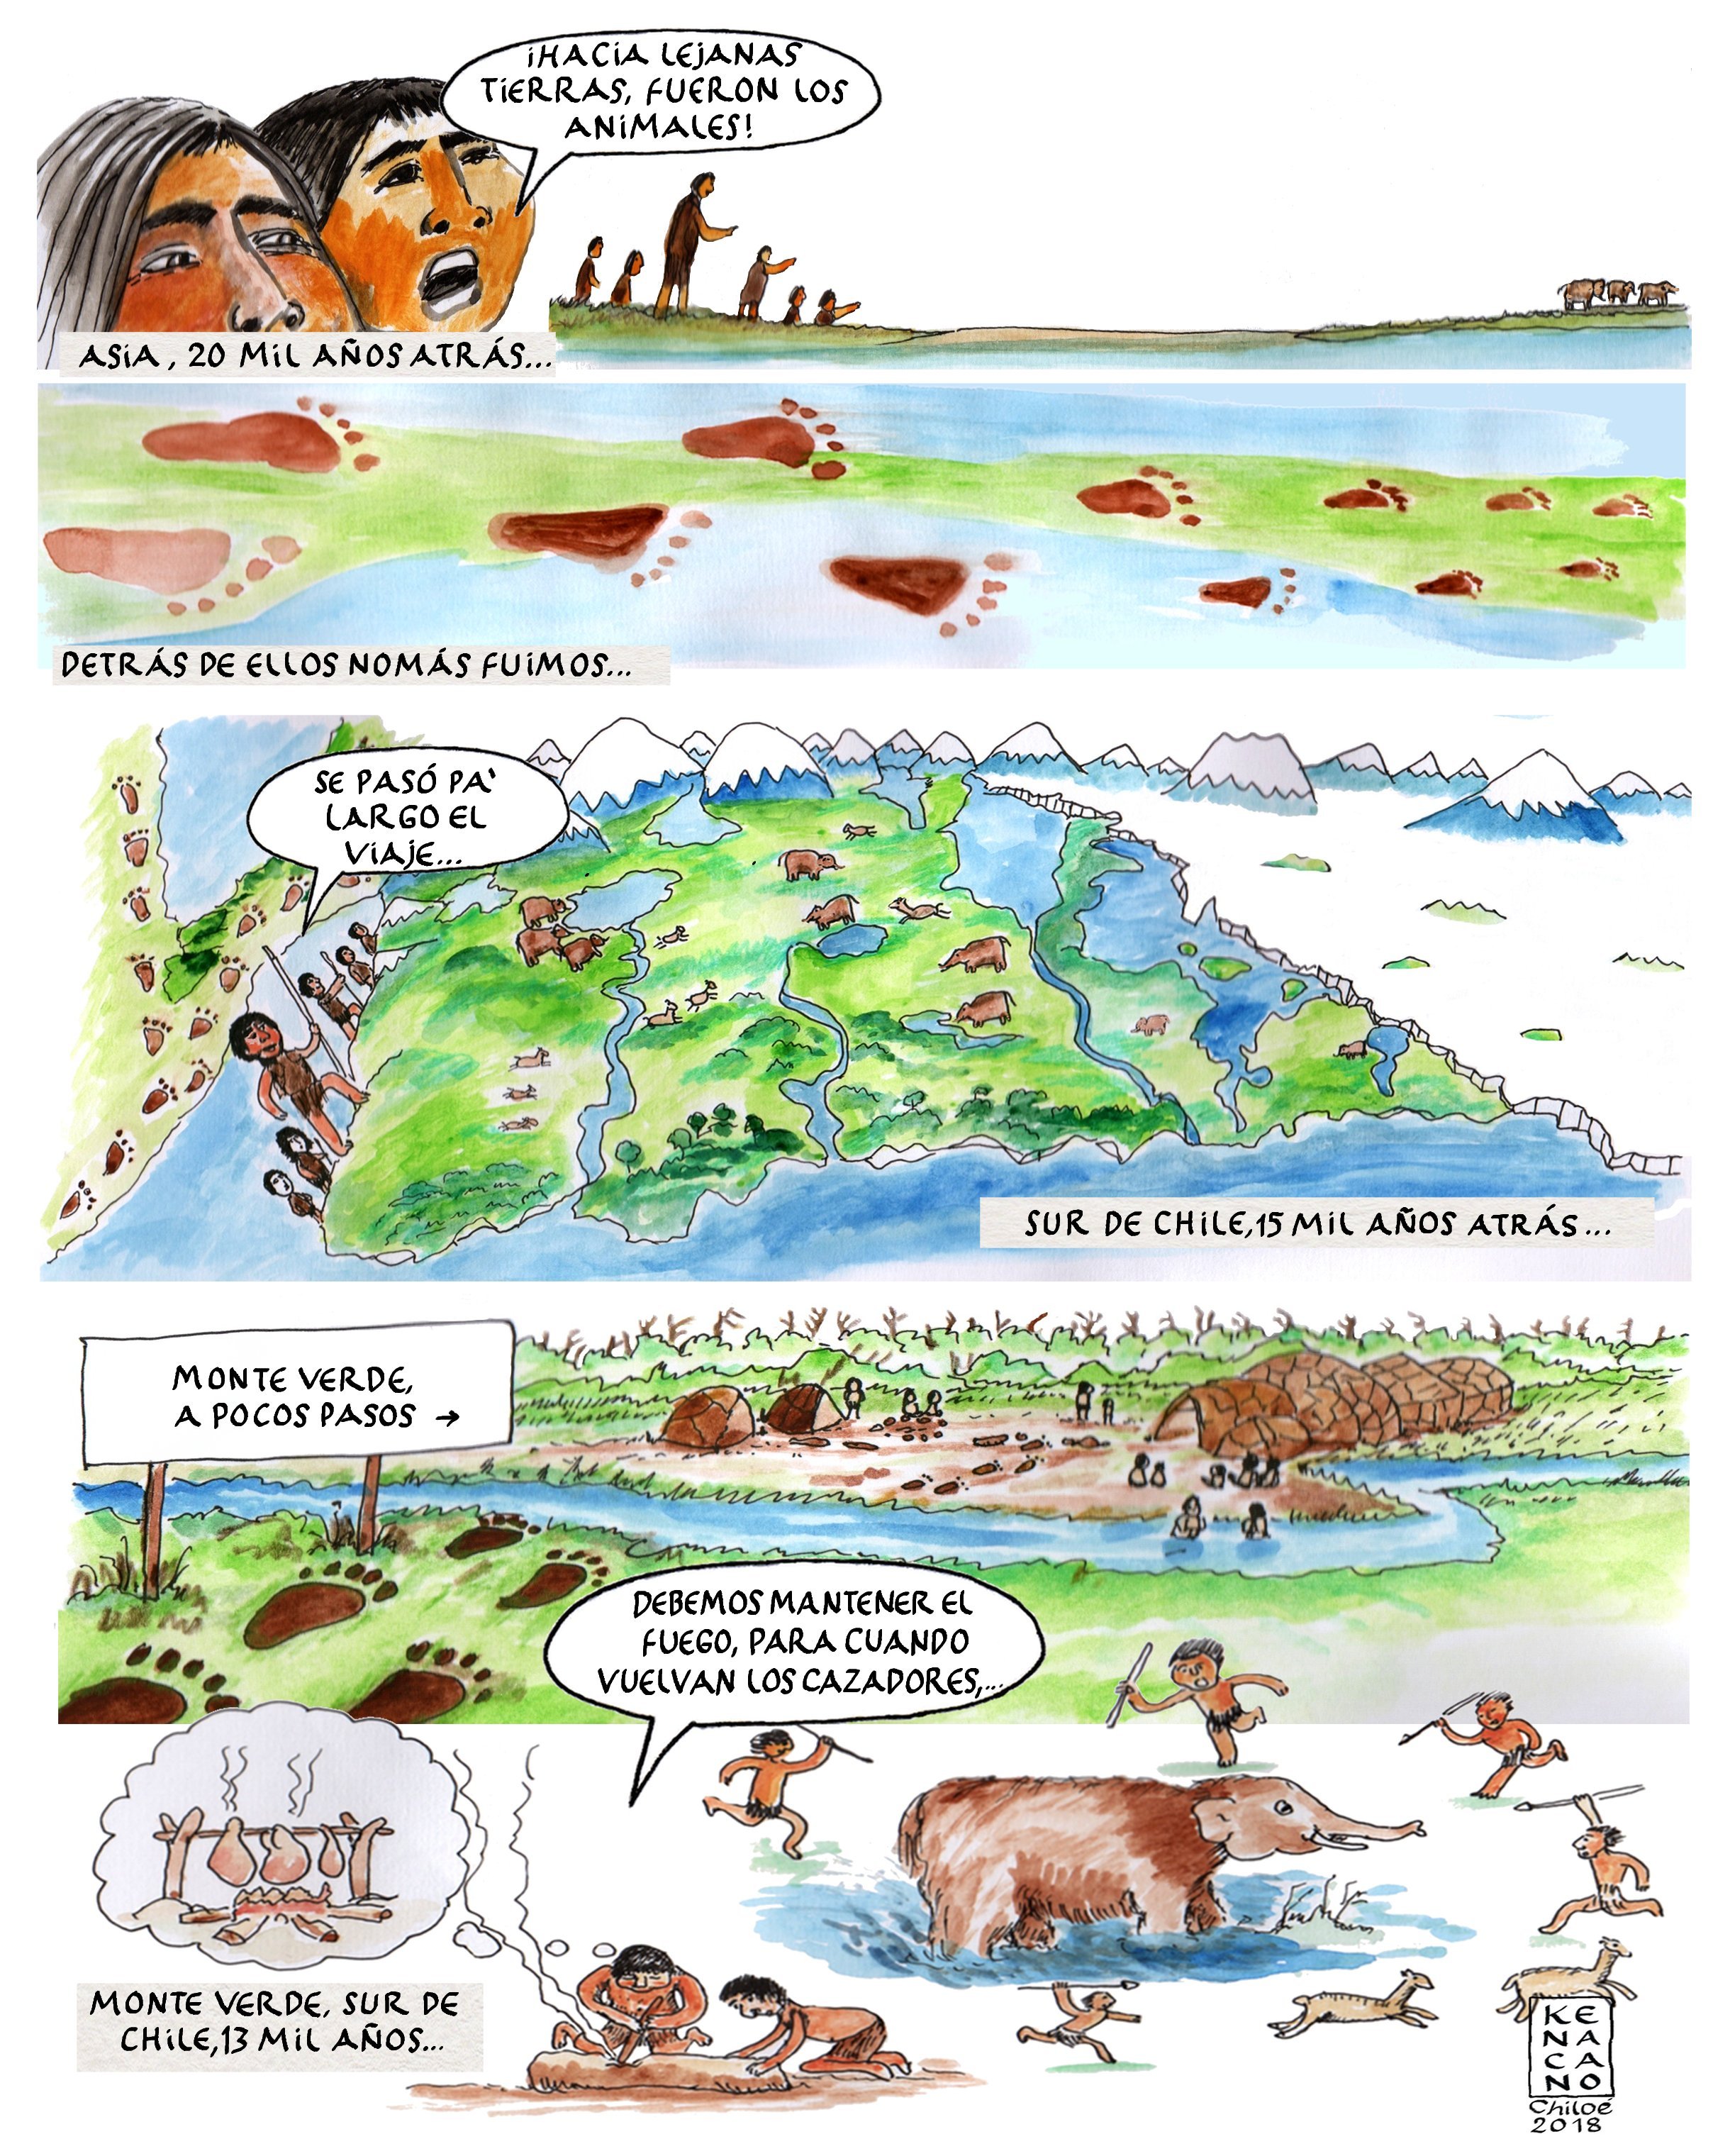 ¡HACIA LEJANAS
TIERRAS, FUERON LOS
ANIMALES!
ASIA, 20 MIL AÑOS ATRÁS...
DETRÁS DE ELLOS NOMÁS FUIMOS...
SE PASÓ PA'
LARGO EL
VIAJE...
SUR DE CHILE, 15 MIL AÑOS ATRÁS...
MONTE VERDE,
A POCOS PASOS →
DEBEMOS MANTENER EL
FUEGO, PARA CUANDO
VUELVAN LOS CAZADORES,...
MONTE VERDE, SUR DE
CHILE, 13 MIL AÑOS...
K E
N A
C A
N O
Chiloé
2018